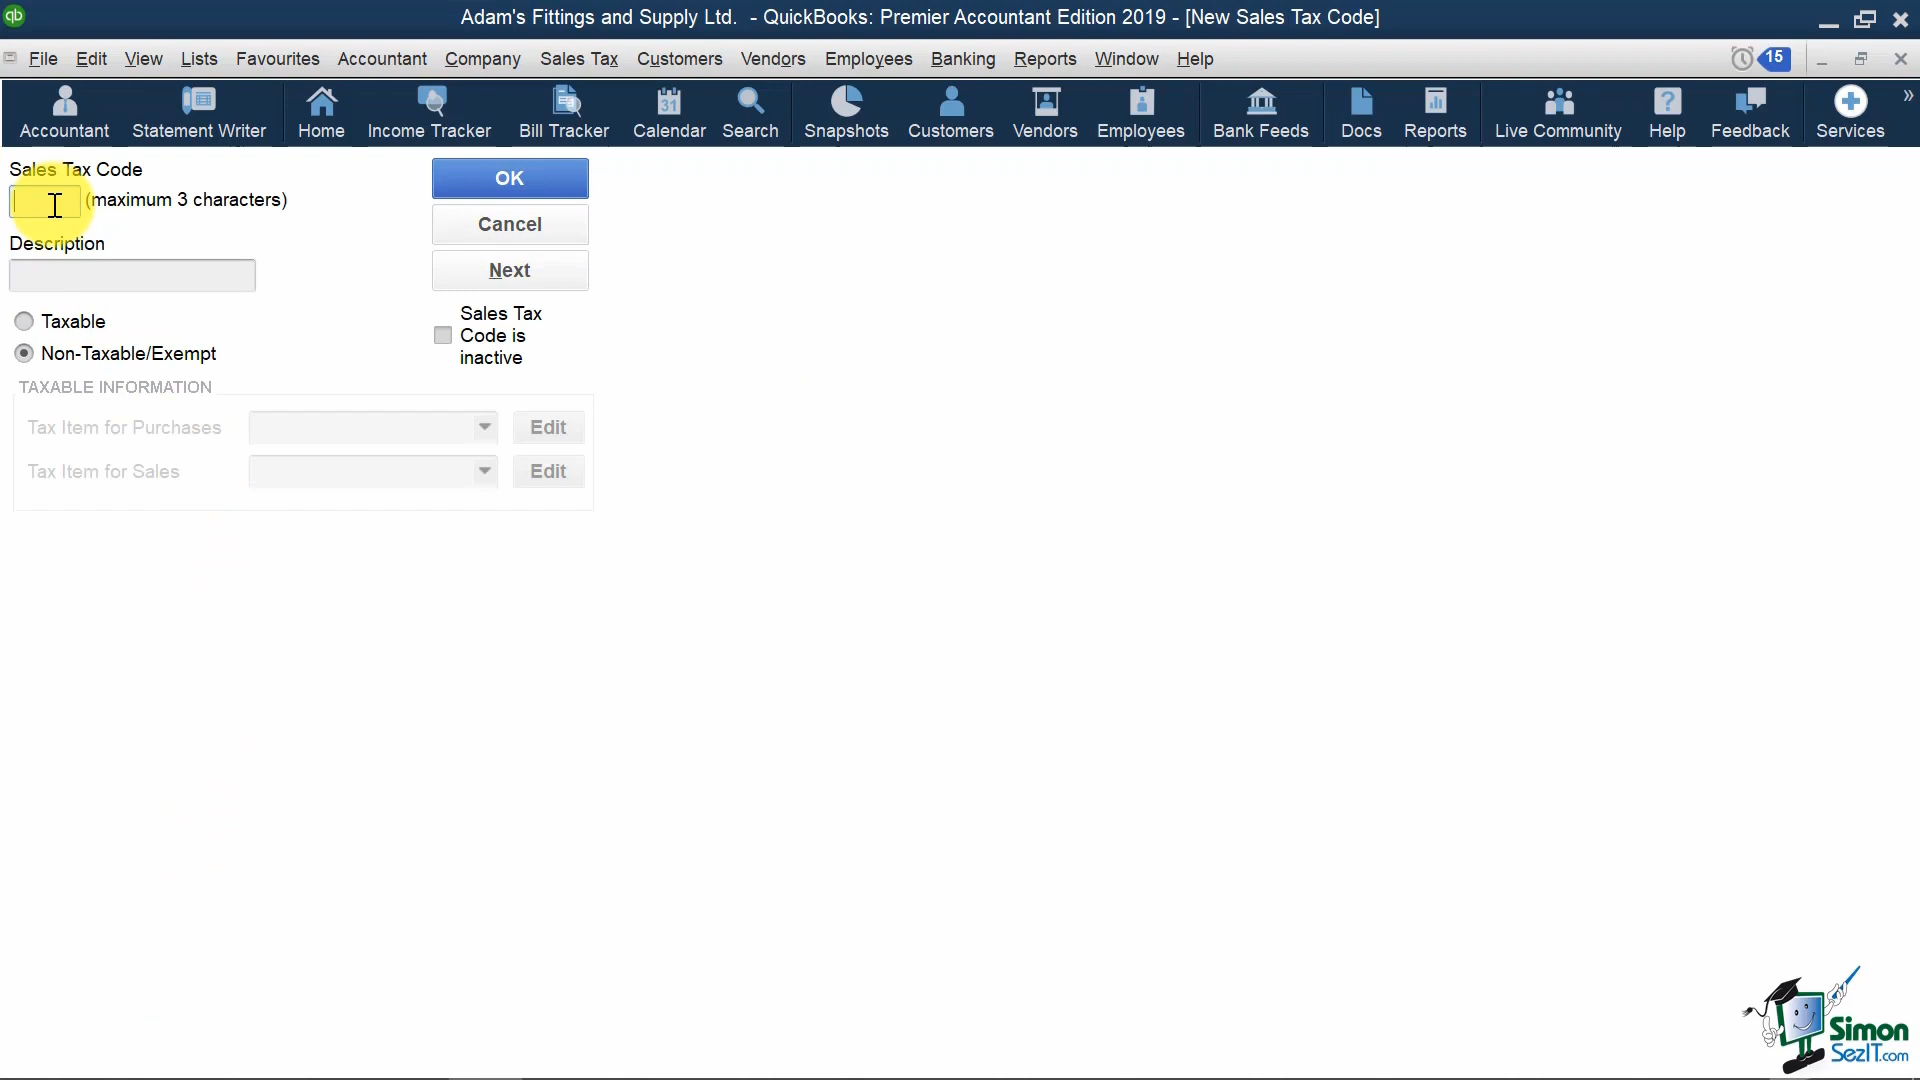 qb
Adam's Fittings and Supply Ltd. - QuickBooks: Premier Accountant Edition 2019 - [New Sales Tax Code]
File Edit View Lists Favourites Accountant Company Sales Tax Customers Vendors Employees Banking Reports Window Help 15
31
Accountant Statement Writer Home Income Tracker Bill Tracker Calendar Search Snapshots Customers Vendors Employees Bank Feeds Docs Reports Live Community Help Feedback Services
Sales Tax Code
(maximum 3 characters)
OK
Cancel
Description
Next
Taxable
Sales Tax
Code is
inactive
Non-Taxable/Exempt
TAXABLE INFORMATION
Tax Item for Purchases Edit
Tax Item for Sales Edit
Simon
SezIT.com